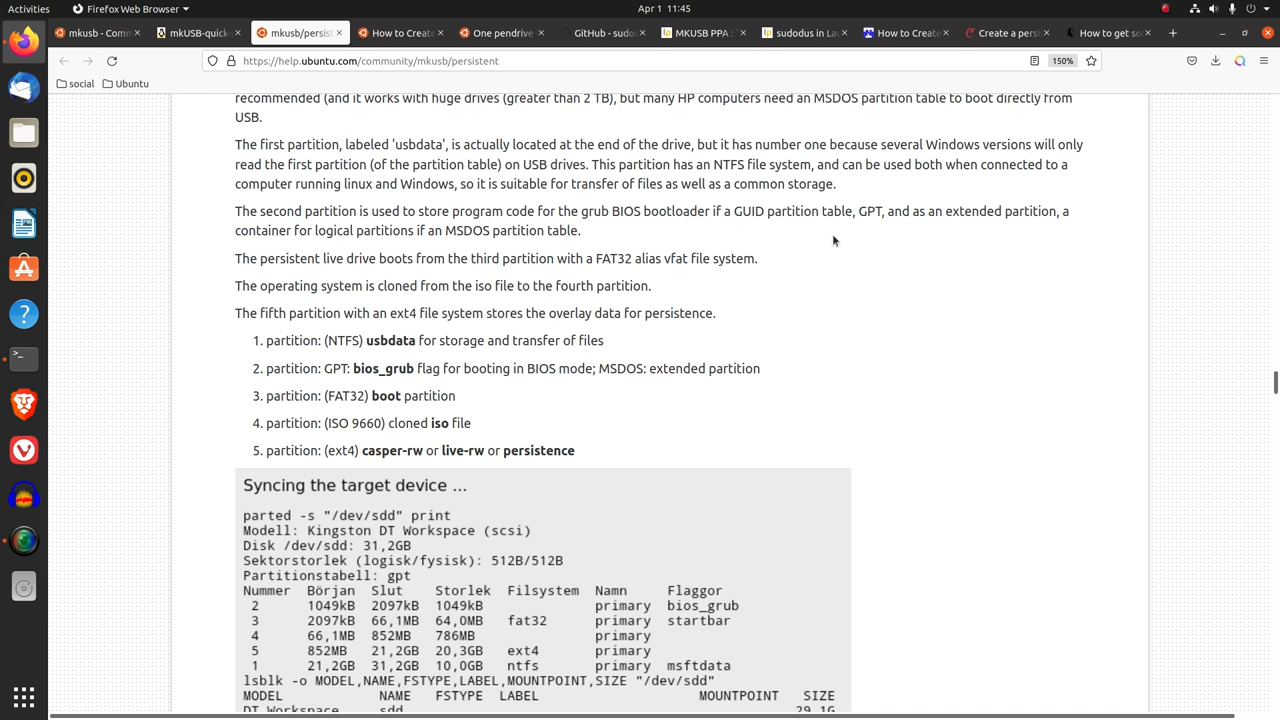 Activities
Firefox Web Browser
Apr 1 11:45
mkusb - Comm
mkUSB-quick-
mkusb/persist
How to Create
One pendrive
GitHub - sudoc
MKUSB PPA : '
sudodus in La
How to Create
Create a persi
How to get so
https://help.ubuntu.com/community/mkusb/persistent
150%
social
Ubuntu
recommended (and it works with huge drives (greater than 2 TB), but many HP computers need an MSDOS partition table to boot directly from
USB.
The first partition, labeled 'usbdata', is actually located at the end of the drive, but it has number one because several Windows versions will only
read the first partition (of the partition table) on USB drives. This partition has an NTFS file system, and can be used both when connected to a
computer running linux and Windows, so it is suitable for transfer of files as well as a common storage.
The second partition is used to store program code for the grub BIOS bootloader if a GUID partition table, GPT, and as an extended partition, a
container for logical partitions if an MSDOS partition table.
The persistent live drive boots from the third partition with a FAT32 alias vfat file system.
The operating system is cloned from the iso file to the fourth partition.
The fifth partition with an ext4 file system stores the overlay data for persistence.
1. partition: (NTFS) usbdata for storage and transfer of files
2. partition: GPT: bios_grub flag for booting in BIOS mode; MSDOS: extended partition
3. partition: (FAT32) boot partition
4. partition: (ISO 9660) cloned iso file
5. partition: (ext4) casper-rw or live-rw or persistence
Syncing the target device ...
parted -s "/dev/sdd" print
Modell: Kingston DT Workspace (scsi)
Disk /dev/sdd: 31,2GB
Sektorstorlek (logisk/fysisk): 512B/512B
Partitionstabell: gpt
Nummer Början Slut Storlek Filsystem Namn Flaggor
2 1049kB 2097kB 1049kB primary bios_grub
3 2097kB 66,1MB 64,0MB fat32 primary startbar
4 66,1MB 852MB 786MB primary
5 852MB 21,2GB 20,3GB ext4 primary
1 21,2GB 31,2GB 10,0GB ntfs primary msftdata
lsblk -o MODEL,NAME,FSTYPE,LABEL,MOUNTPOINT,SIZE "/dev/sdd"
MODEL NAME FSTYPE LABEL MOUNTPOINT SIZE
DT Workspace sdd 29,1G